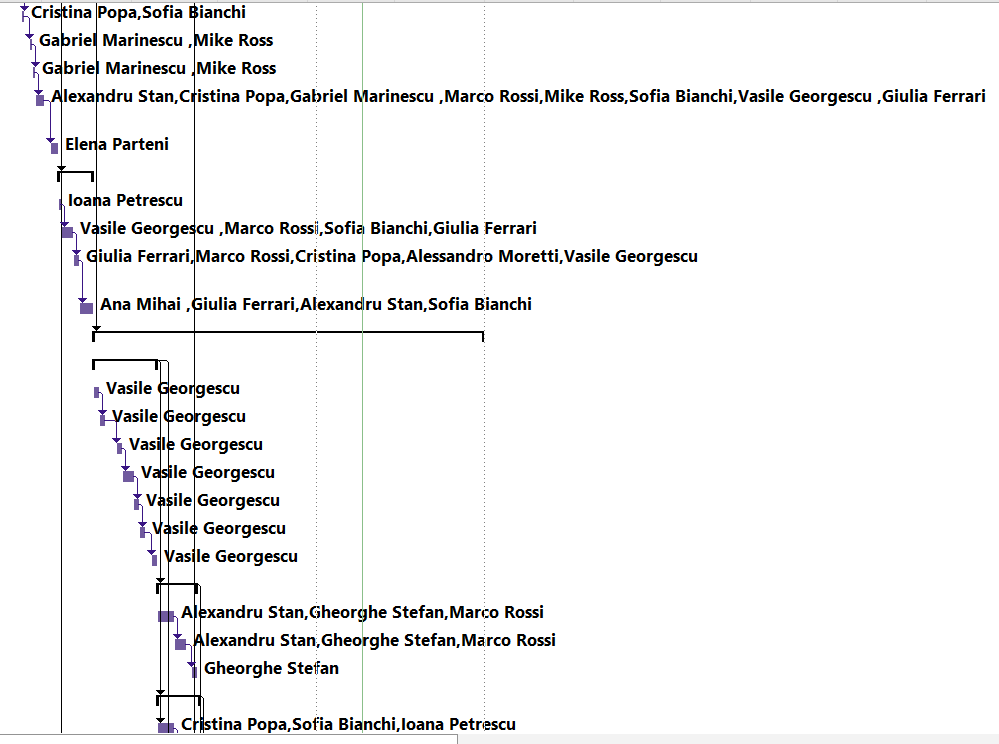 Cristina Popa,Sofia Bianchi
Gabriel Marinescu ,Mike Ross
Gabriel Marinescu ,Mike Ross
Alexandru Stan,Cristina Popa,Gabriel Marinescu ,Marco Rossi,Mike Ross,Sofia Bianchi,Vasile Georgescu ,Giulia Ferrari
Elena Parteni
Ioana Petrescu
Vasile Georgescu ,Marco Rossi,Sofia Bianchi,Giulia Ferrari
Giulia Ferrari,Marco Rossi,Cristina Popa,Alessandro Moretti,Vasile Georgescu
Ana Mihai ,Giulia Ferrari,Alexandru Stan,Sofia Bianchi
Vasile Georgescu
Vasile Georgescu
Vasile Georgescu
Vasile Georgescu
Vasile Georgescu
Vasile Georgescu
Vasile Georgescu
Alexandru Stan,Gheorghe Stefan,Marco Rossi
Alexandru Stan,Gheorghe Stefan,Marco Rossi
Gheorghe Stefan
Cristina Popa,Sofia Bianchi,Ioana Petrescu